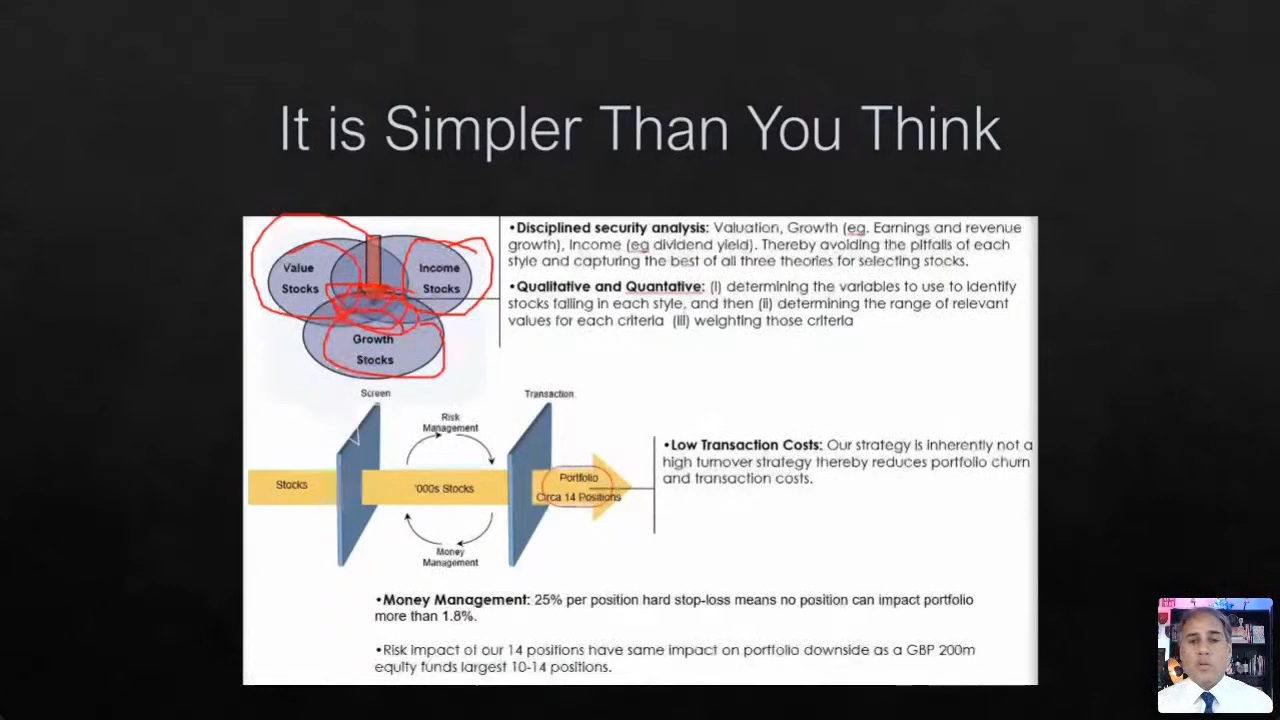 It is Simpler Than You Think
Value
Stocks
Income
Stocks
Growth
Stocks
•Disciplined security analysis: Valuation, Growth (eg. Earnings and revenue
growth), Income (eg dividend yield). Thereby avoiding the pitfalls of each
style and capturing the best of all three theories for selecting stocks.
•Qualitative and Quantative: (i) determining the variables to use to identify
stocks falling in each style, and then (ii) determining the range of relevant
values for each criteria (iii) weighting those criteria
Screen
Transaction
Risk
Management
Stocks
'000s Stocks
Portfolio
Circa 14 Positions
Money
Management
•Low Transaction Costs: Our strategy is inherently not a
high turnover strategy thereby reduces portfolio churn
and transaction costs.
•Money Management: 25% per position hard stop-loss means no position can impact portfolio
more than 1.8%.
•Risk impact of our 14 positions have same impact on portfolio downside as a GBP 200m
equity funds largest 10-14 positions.